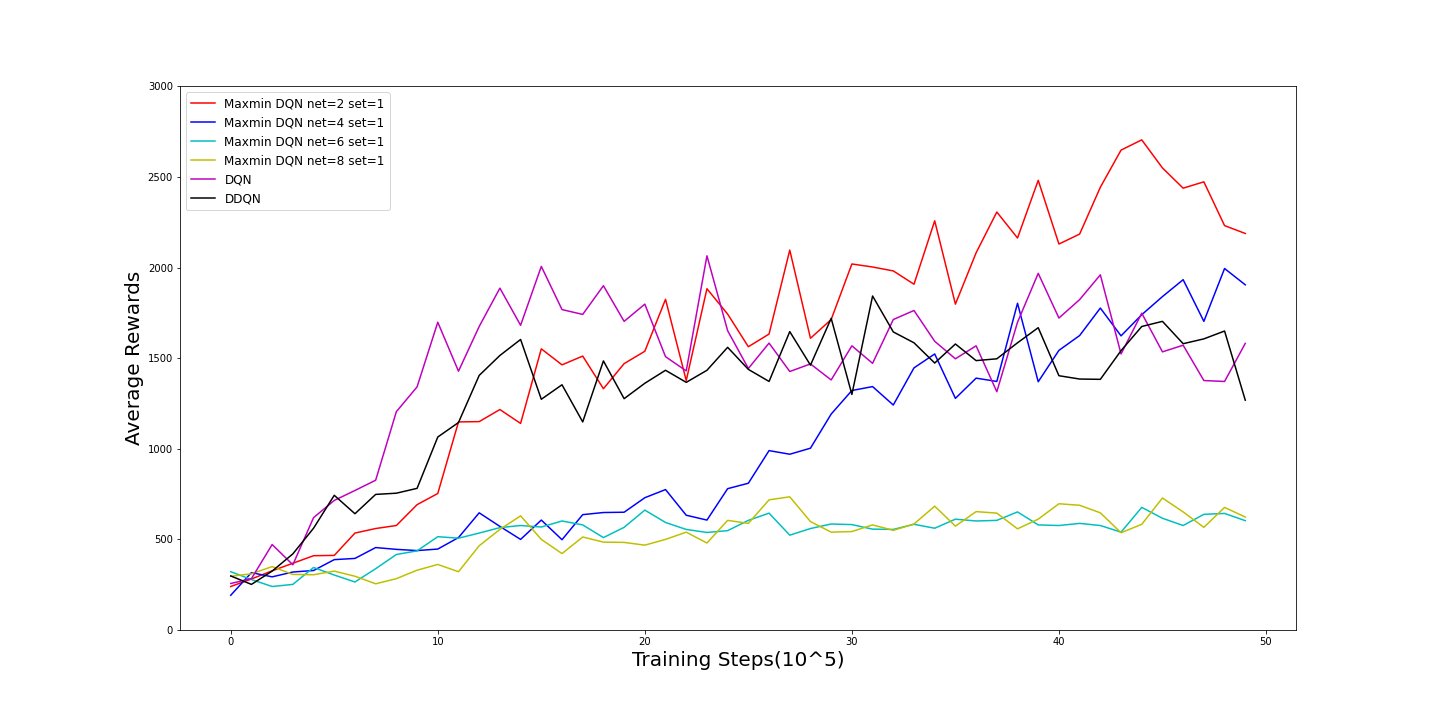 3000
2500
2000
1500
1000
500
0
Average Rewards
Maxmin DQN net=2 set=1
Maxmin DQN net=4 set=1
Maxmin DQN net=6 set=1
Maxmin DQN net=8 set=1
DQN
DDQN
0 10 20 30 40 50
Training Steps(10^5)